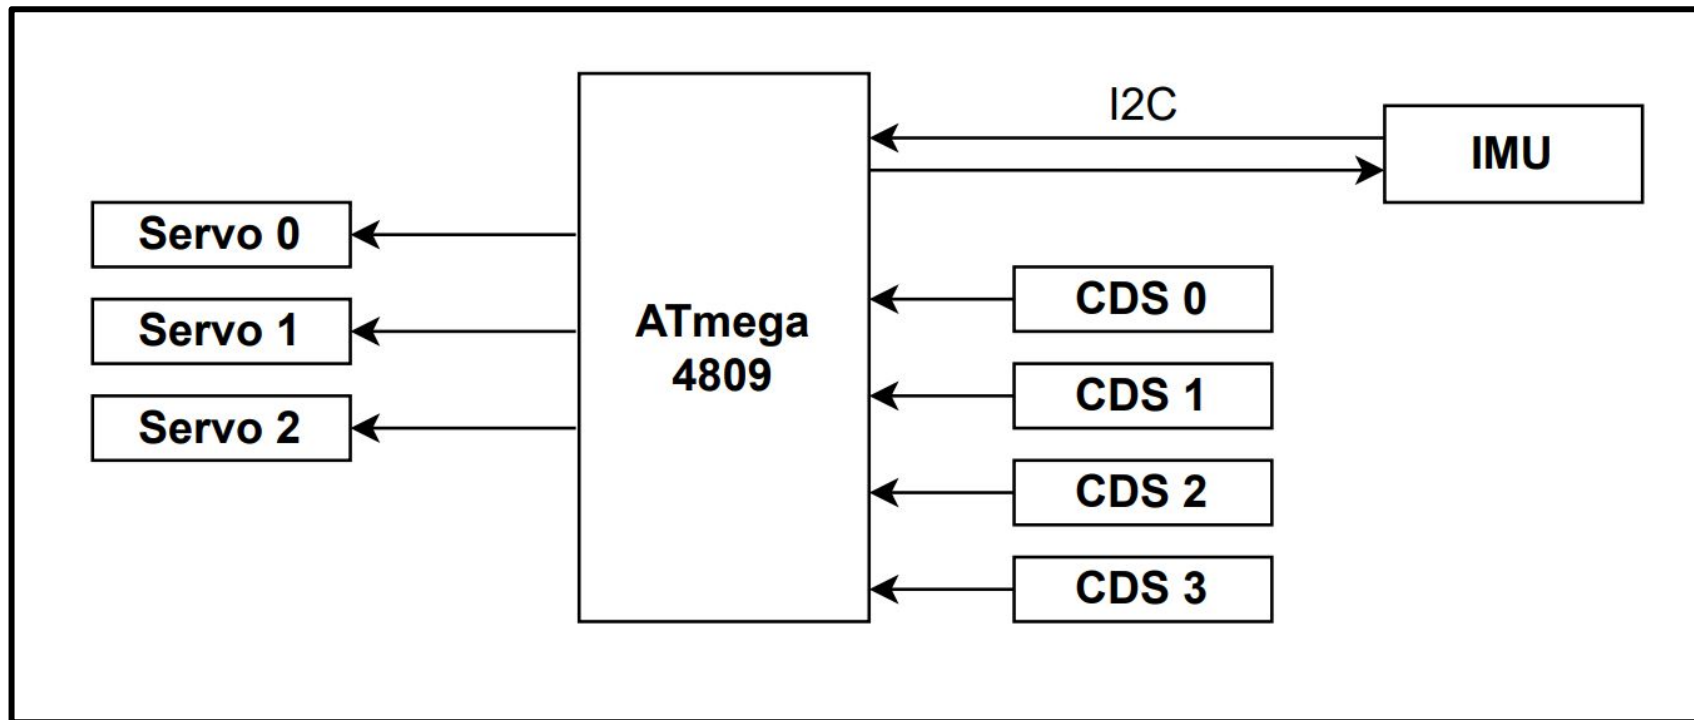 I2C
IMU
Servo 0
Servo 1
Servo 2
ATmega
4809
CDS 0
CDS 1
CDS 2
CDS 3